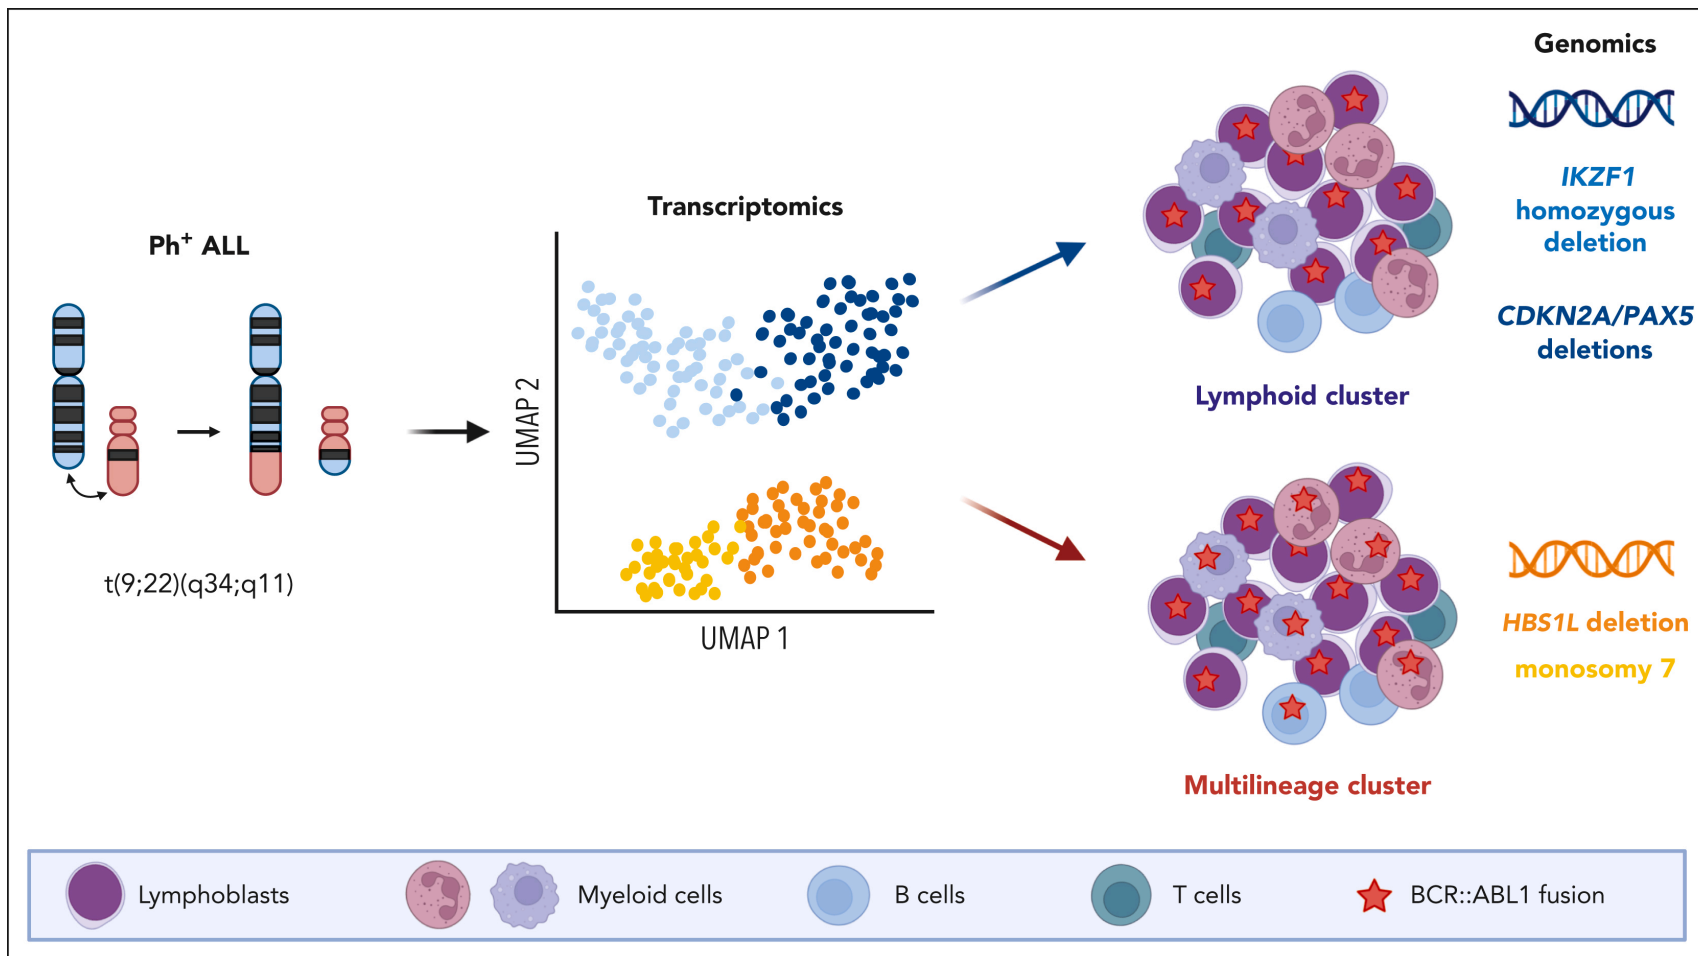 Ph⁺ ALL
t(9;22)(q34;q11)
Transcriptomics
UMAP 2
UMAP 1
Lymphoid cluster
Multilineage cluster
Genomics
IKZF1
homozygous
deletion
CDKN2A/PAX5
deletions
HBS1L deletion
monosomy 7
Lymphoblasts
Myeloid cells
B cells
T cells
BCR::ABL1 fusion